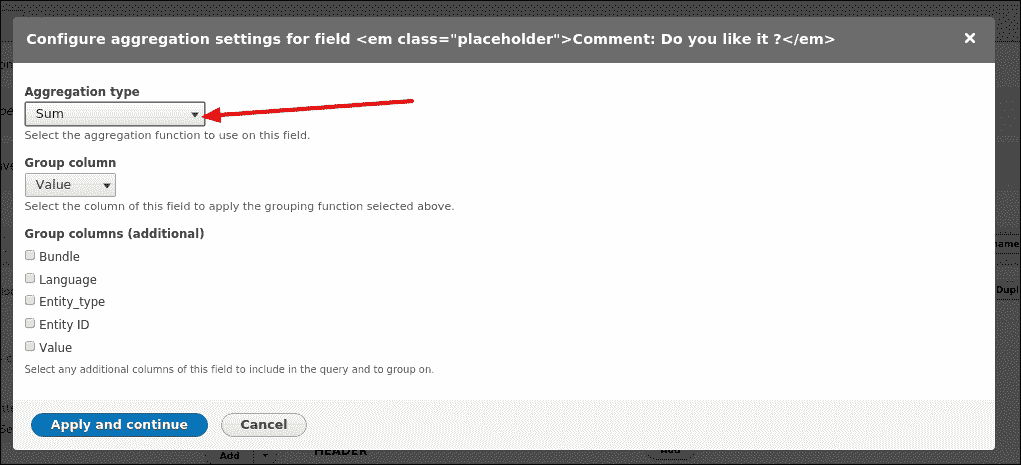 Configure aggregation settings for field <em class="placeholder">Comment: Do you like it ?</em>
×
Aggregation type
Sum
Select the aggregation function to use on this field.
Group column
Value
Select the column of this field to apply the grouping function selected above.
Group columns (additional)
Bundle
Language
Entity_type
Entity ID
Value
Select any additional columns of this field to include in the query and to group on.
Apply and continue
Cancel
Add
HEADER
Add